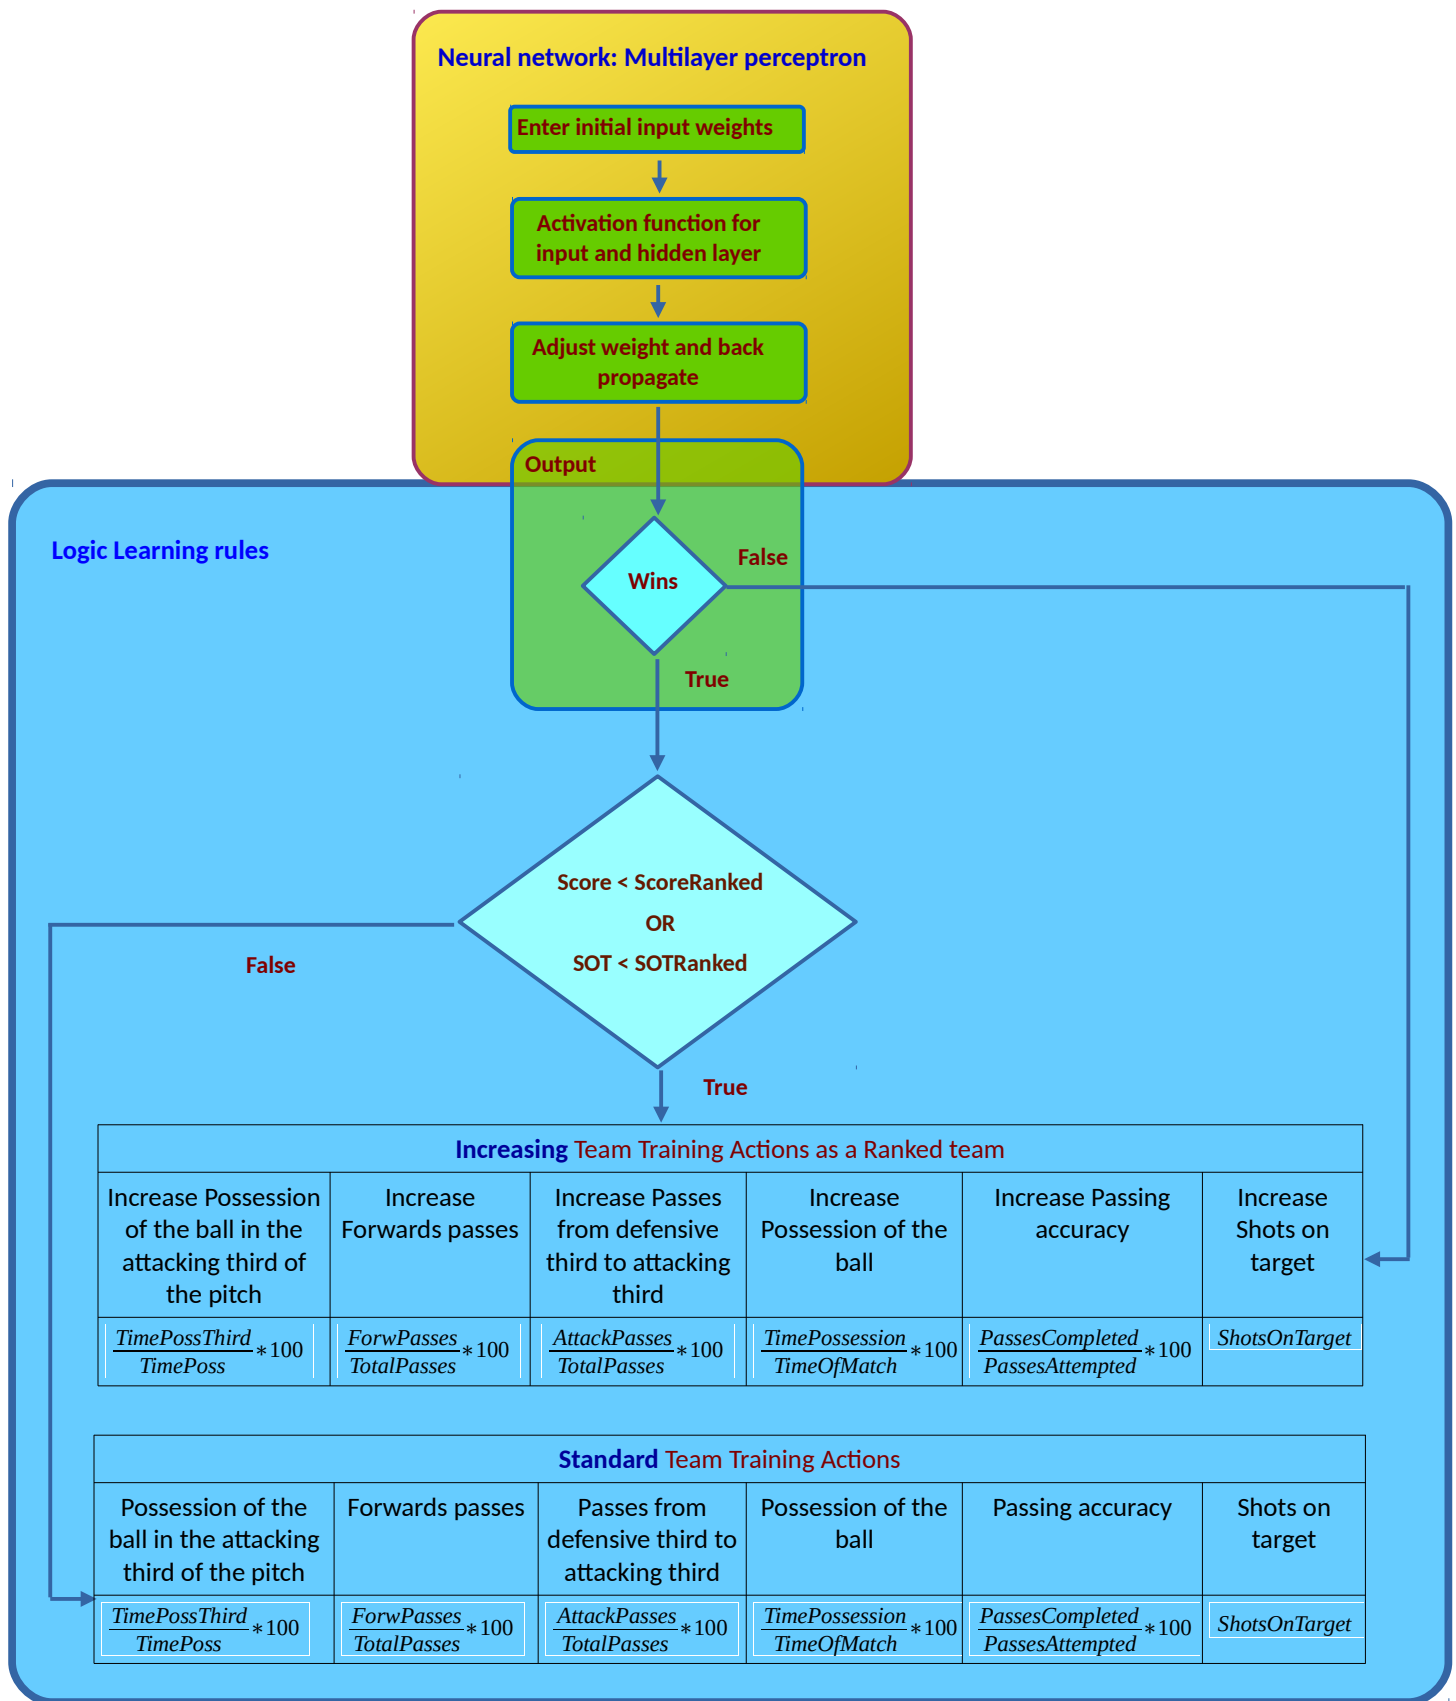 Neural network: Multilayer perceptron
Enter initial input weights
Activation function for
input and hidden layer
Adjust weight and back
propagate
Output
Logic Learning rules
Wins
False
True
Score < ScoreRanked
OR
SOT < SOTRanked
False
True
Increasing Team Training Actions as a Ranked team
Increase Possession
of the ball in the
attacking third of
the pitch
Increase
Forwards passes
Increase Passes
from defensive
third to attacking
third
Increase
Possession of the
ball
Increase Passing
accuracy
Increase
Shots on
target
TimePossThird
TimePoss
*100
ForwPasses
TotalPasses
*100
AttackPasses
TotalPasses
*100
TimePossession
TimeOfMatch
*100
PassesCompleted
PassesAttempted
*100
ShotsOnTarget
Standard Team Training Actions
Possession of the
ball in the attacking
third of the pitch
Forwards passes
Passes from
defensive third to
attacking third
Possession of the
ball
Passing accuracy
Shots on
target
TimePossThird
TimePoss
*100
ForwPasses
TotalPasses
*100
AttackPasses
TotalPasses
*100
TimePossession
TimeOfMatch
*100
PassesCompleted
PassesAttempted
*100
ShotsOnTarget